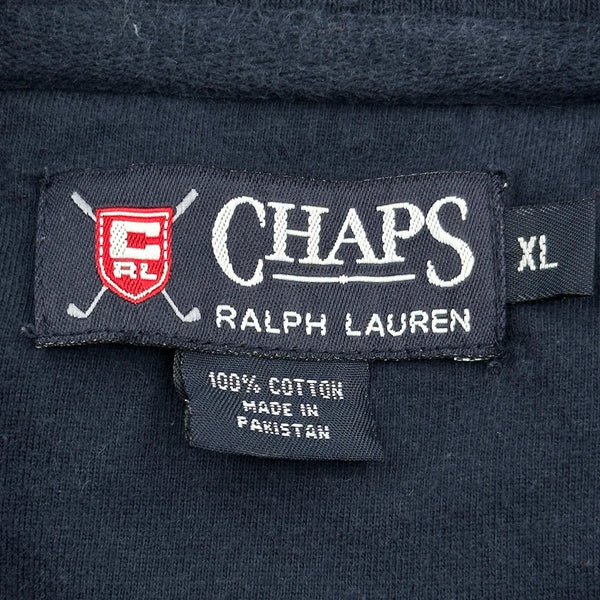 C
RL
CHAPS
RALPH LAUREN
XL
100% COTTON
MADE IN
PAKISTAN